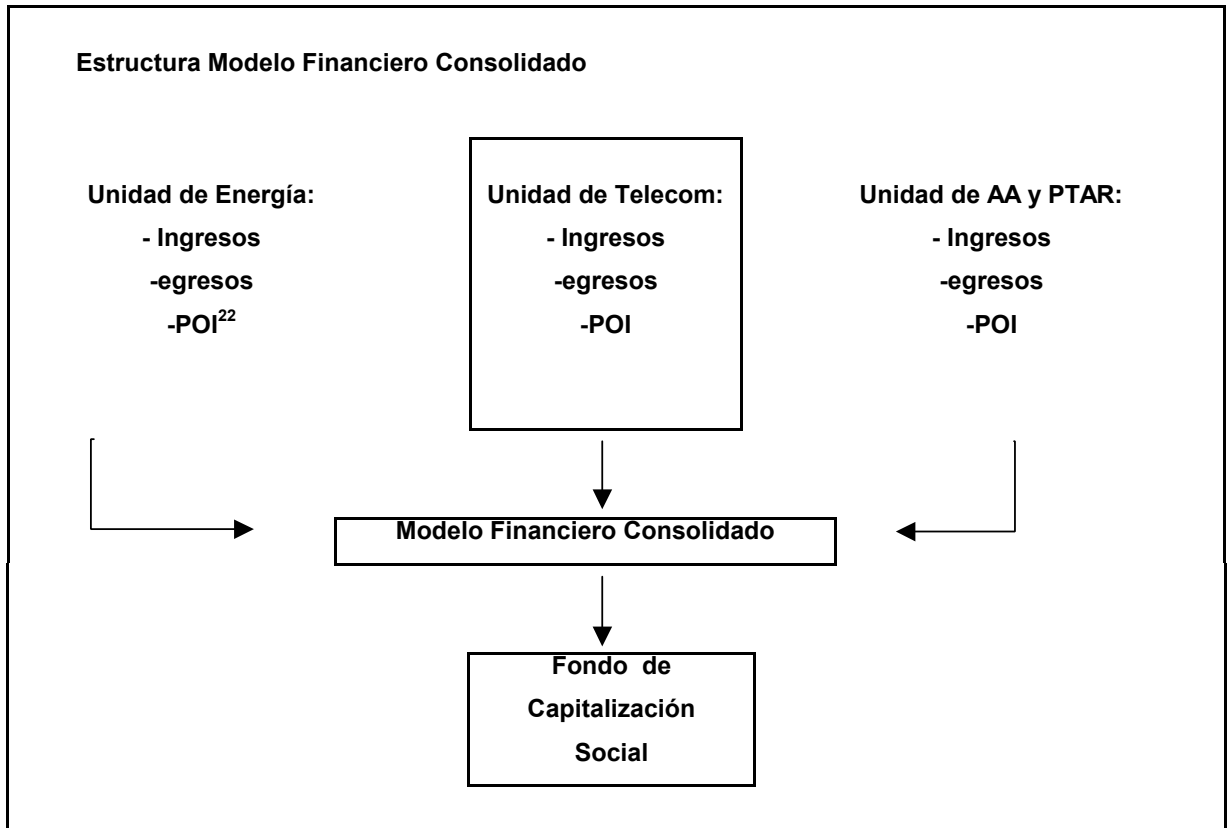 Estructura Modelo Financiero Consolidado
Unidad de Energía:
- Ingresos
-egresos
-POI22
Unidad de Telecom:
- Ingresos
-egresos
-POI
Unidad de AA y PTAR:
- Ingresos
-egresos
-POI
Modelo Financiero Consolidado
Fondo de
Capitalización
Social